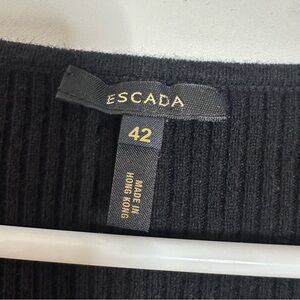 ESCADA
42
MADE IN
HONG KONG